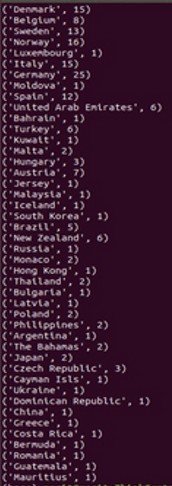 ('Denmark', 15)
('Belgium', 8)
('Sweden', 13)
('Norway', 16)
('Luxembourg', 1)
('Italy', 15)
('Germany', 25)
('Moldova', 1)
('Spain', 12)
('United Arab Emirates', 6)
('Bahrain', 1)
('Turkey', 6)
('Kuwait', 1)
('Malta', 2)
('Hungary', 3)
('Austria', 7)
('Jersey', 1)
('Malaysia', 1)
('Iceland', 1)
('South Korea', 1)
('Brazil', 5)
('New Zealand', 6)
('Russia', 1)
('Monaco', 2)
('Hong Kong', 1)
('Thailand', 2)
('Bulgaria', 1)
('Latvia', 1)
('Poland', 2)
('Philippines', 2)
('Argentina', 1)
('The Bahamas', 2)
('Japan', 2)
('Czech Republic', 3)
('Cayman Isls', 1)
('Ukraine', 1)
('Dominican Republic', 1)
('China', 1)
('Greece', 1)
('Costa Rica', 1)
('Bermuda', 1)
('Romania', 1)
('Guatemala', 1)
('Mauritius', 1)